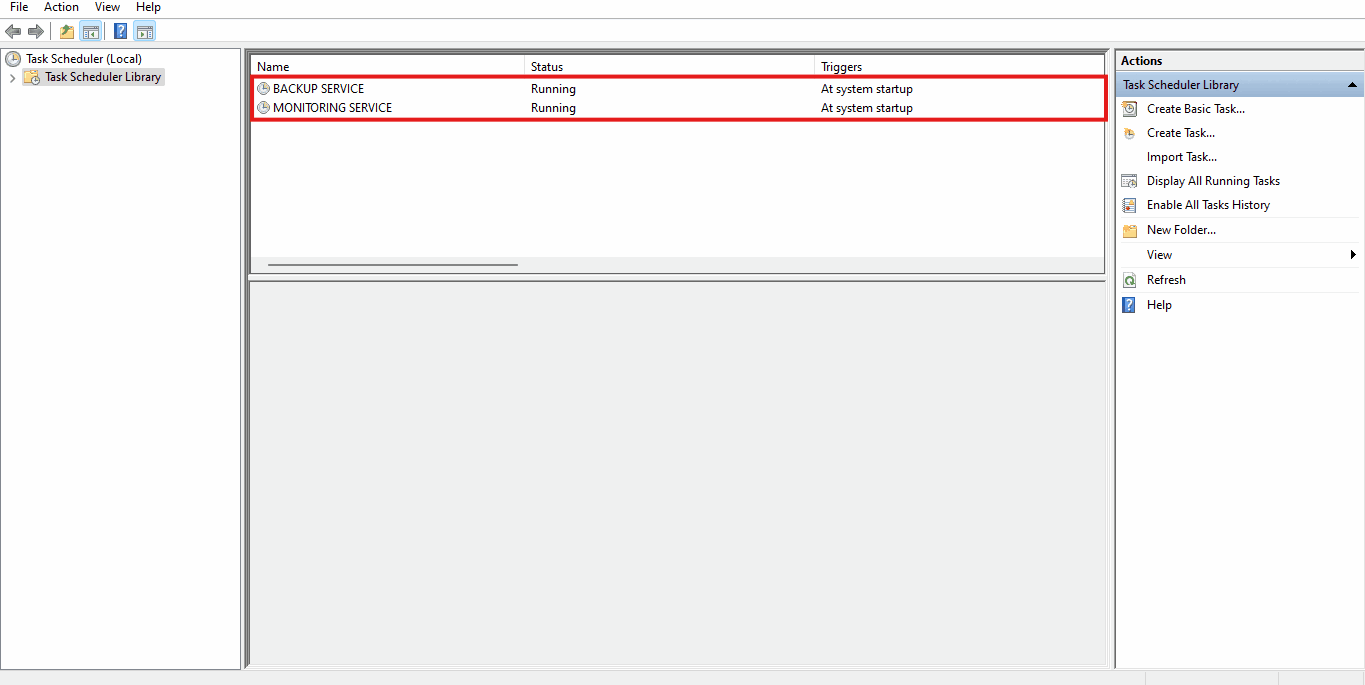 File Action View Help
Task Scheduler (Local)
Task Scheduler Library
Name Status Triggers
BACKUP SERVICE Running At system startup
MONITORING SERVICE Running At system startup
Actions
Task Scheduler Library
Create Basic Task...
Create Task...
Import Task...
Display All Running Tasks
Enable All Tasks History
New Folder...
View
Refresh
Help